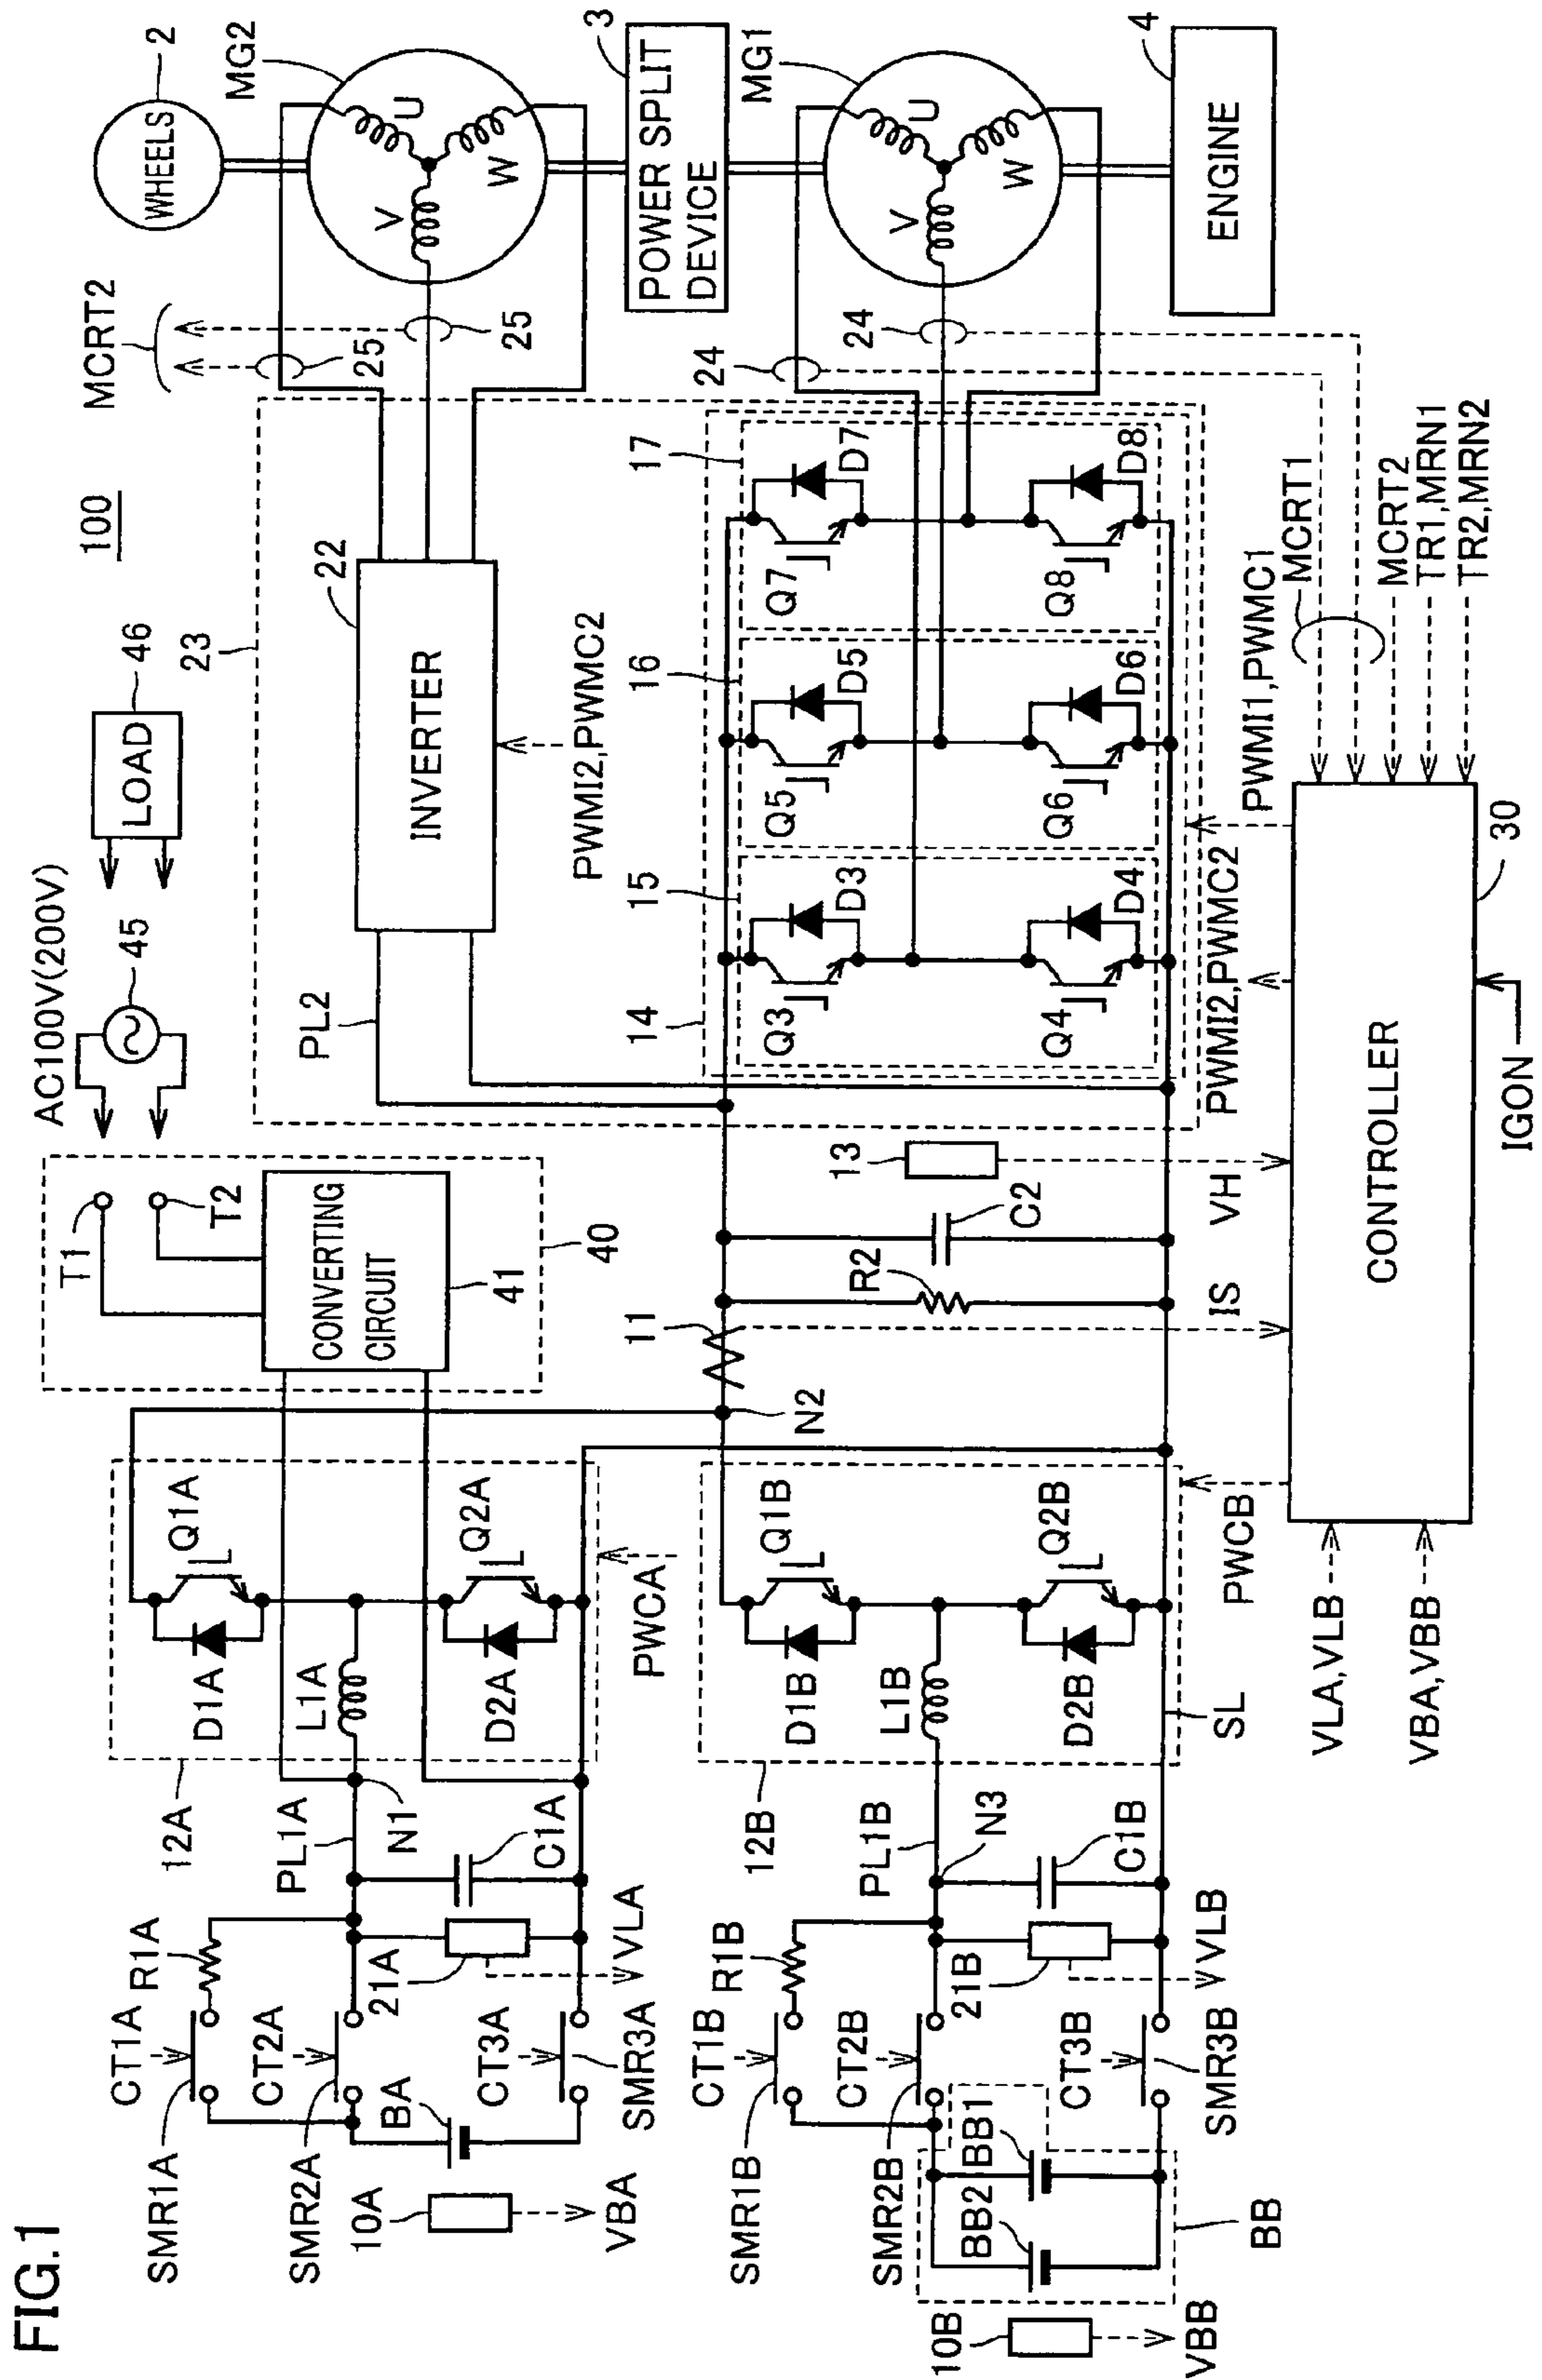 FIG.1
100
AC100V(200V)
45
LOAD
46
T1
T2
CONVERTING
CIRCUIT
41
40
MCRT2
25
25
WHEELS
2
MG2
U
V
W
23
22
INVERTER
PL2
PWMI2,PWMC2
POWER SPLIT
DEVICE
3
MG1
U
V
W
24
24
ENGINE
4
12A
Q1A
D1A
L1A
Q2A
D2A
PWCA
CT1A
R1A
SMR1A
CT2A
SMR2A
PL1A
N1
BA
21A
C1A
CT3A
SMR3A
VLA
10A
VBA
12B
Q1B
D1B
L1B
Q2B
D2B
PWCB
SL
CT1B
R1B
SMR1B
CT2B
SMR2B
PL1B
N3
21B
C1B
CT3B
SMR3B
VLB
BB1
BB2
BB
10B
VBB
N2
11
R2
C2
13
IS
VH
14
15
16
17
Q3
D3
Q5
D5
Q7
D7
Q4
D4
Q6
D6
Q8
D8
PWMI2,PWMC2
PWMI1,PWMC1
MCRT1
MCRT2
TR1,MRN1
TR2,MRN2
VLA,VLB
VBA,VBB
CONTROLLER
30
IGON